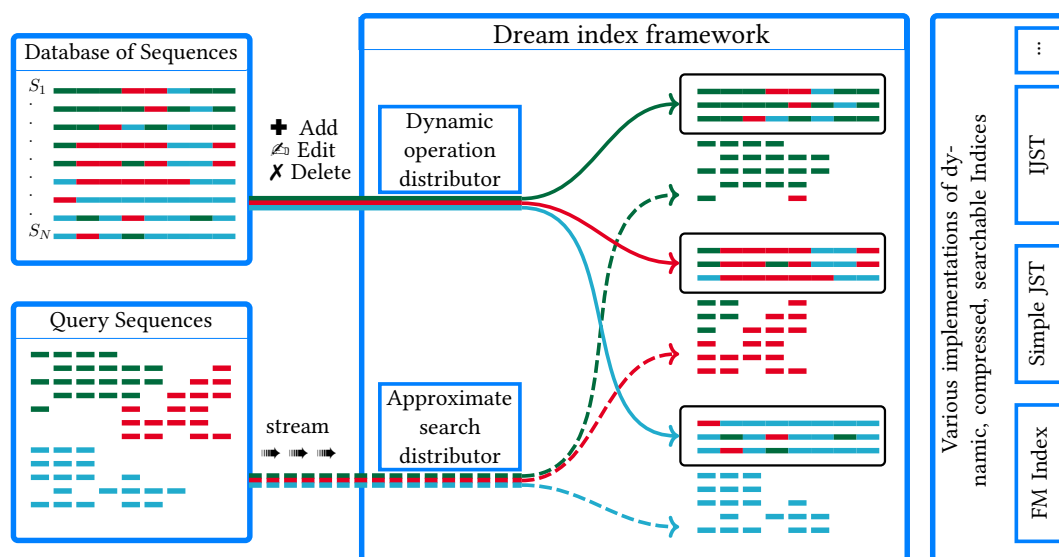 Database of Sequences
S1
.
.
.
.
.
.
.
SN
✚ Add
✍ Edit
✗ Delete
Query Sequences
stream
Dream index framework
Dynamic
operation
distributor
Approximate
search
distributor
Various implementations of dy-
namic, compressed, searchable Indices
...
IJST
Simple JST
FM Index